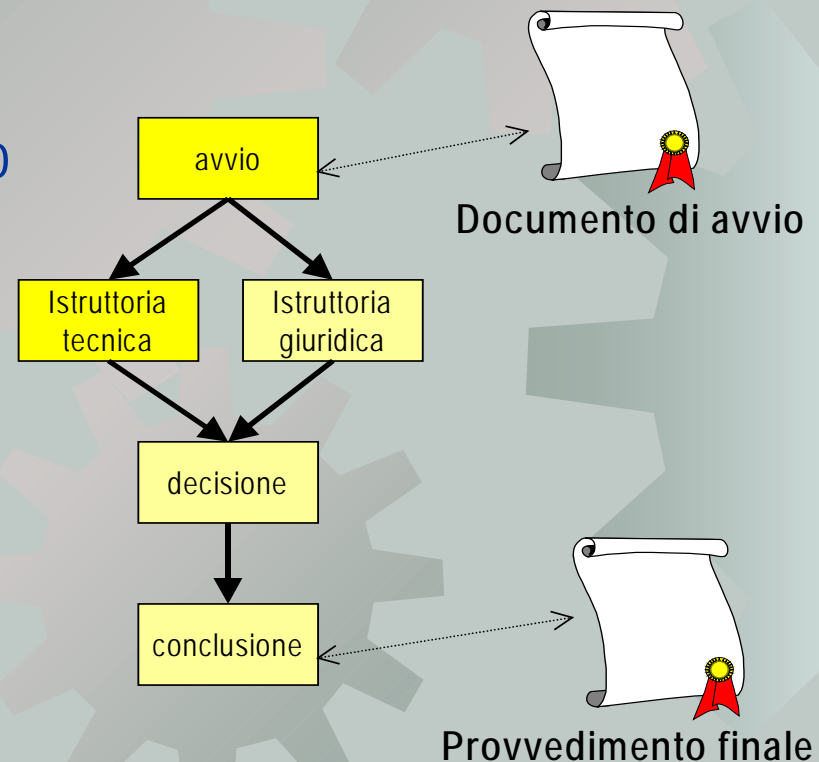 avvio
Documento di avvio
Istruttoria
tecnica
Istruttoria
giuridica
decisione
conclusione
Provvedimento finale